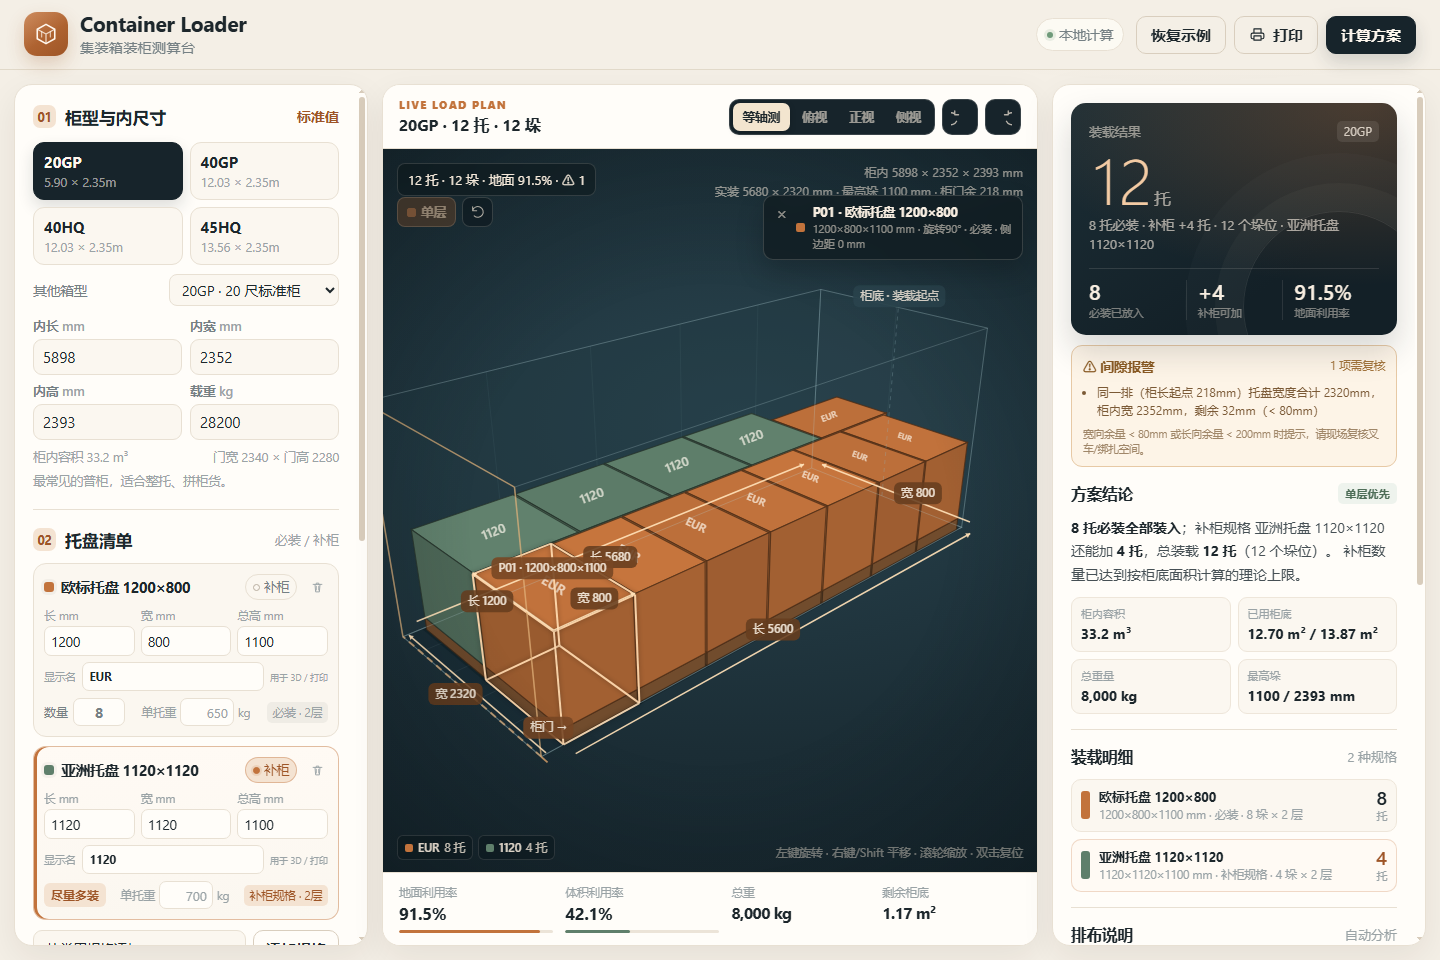 Container Loader
集装箱装柜测算台
本地计算
恢复示例
打印
计算方案
01 柜型与内尺寸 标准值
20GP
5.90 × 2.35m
40GP
12.03 × 2.35m
40HQ
12.03 × 2.35m
45HQ
13.56 × 2.35m
其他箱型 20GP · 20 尺标准柜
内长 mm 内宽 mm
5898 2352
内高 mm 载重 kg
2393 28200
柜内容积 33.2 m³ 门宽 2340 × 门高 2280
最常见的普柜，适合整托、拼柜货。
02 托盘清单 必装 / 补柜
欧标托盘 1200×800 补柜
长 mm 宽 mm 总高 mm
1200 800 1100
显示名 EUR 用于 3D / 打印
数量 8 单托重 650 kg 必装 · 2层
亚洲托盘 1120×1120 补柜
长 mm 宽 mm 总高 mm
1120 1120 1100
显示名 1120 用于 3D / 打印
尽量多装 单托重 700 kg 补柜规格 · 2层
LIVE LOAD PLAN
20GP · 12 托 · 12 垛
等轴测 俯视 正视 侧视
12 托 · 12 垛 · 地面 91.5% · ⚠ 1
单层
柜内 5898 × 2352 × 2393 mm
实装 5680 × 2320 mm · 最高垛 1100 mm · 柜门余 218 mm
× P01 · 欧标托盘 1200×800
1200×800×1100 mm · 旋转90° · 必装 · 侧
边距 0 mm
柜底 · 装载起点
EUR
1120 EUR
1120 EUR
EUR
1120 EUR 宽 800
1120 EUR
长 5680
P01 · 1200×800×1100
EUR
长 1200 宽 800
长 5600
宽 2320
柜门 →
EUR 8 托 1120 4 托
左键旋转 · 右键/Shift 平移 · 滚轮缩放 · 双击复位
地面利用率 体积利用率 总重 剩余柜底
91.5% 42.1% 8,000 kg 1.17 m²
装载结果 20GP
12 托
8 托必装 · 补柜 +4 托 · 12 个垛位 · 亚洲托盘
1120×1120
8 +4 91.5%
必装已放入 补柜可加 地面利用率
⚠ 间隙报警 1 项需复核
• 同一排（柜长起点 218mm）托盘宽度合计 2320mm，
柜内宽 2352mm，剩余 32mm（< 80mm）
宽向余量 < 80mm 或长向余量 < 200mm 时提示，请现场复核叉
车/绑扎空间。
方案结论 单层优先
8 托必装全部装入；补柜规格 亚洲托盘 1120×1120
还能加 4 托，总装载 12 托（12 个垛位）。 补柜数
量已达到按柜底面积计算的理论上限。
柜内容积 已用柜底
33.2 m³ 12.70 m² / 13.87 m²
总重量 最高垛
8,000 kg 1100 / 2393 mm
装载明细 2 种规格
欧标托盘 1200×800 8
1200×800×1100 mm · 必装 · 8 垛 × 2 层 托
亚洲托盘 1120×1120 4
1120×1120×1100 mm · 补柜规格 · 4 垛 × 2 层 托
排布说明 自动分析